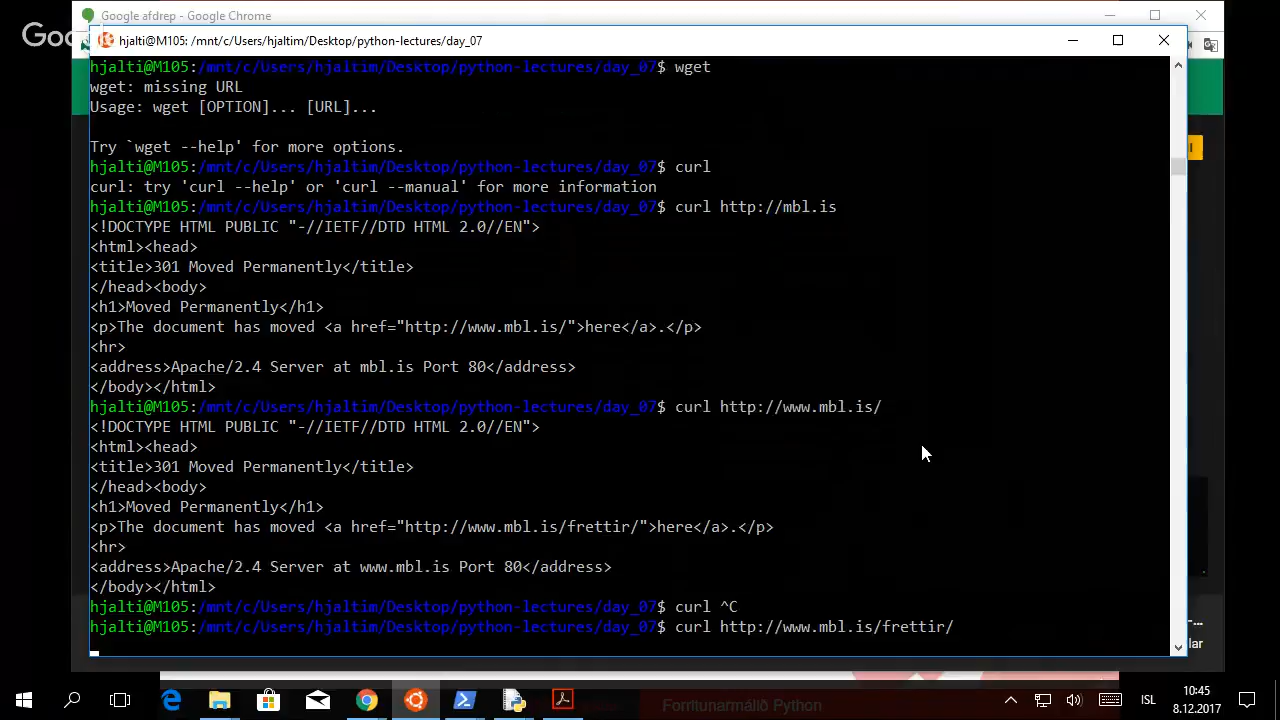 Google afdrep - Google Chrome
Goo
hjalti@M105: /mnt/c/Users/hjaltim/Desktop/python-lectures/day_07
hjalti@M105:/mnt/c/Users/hjaltim/Desktop/python-lectures/day_07$ wget
wget: missing URL
Usage: wget [OPTION]... [URL]...
Try `wget --help' for more options.
hjalti@M105:/mnt/c/Users/hjaltim/Desktop/python-lectures/day_07$ curl
curl: try 'curl --help' or 'curl --manual' for more information
hjalti@M105:/mnt/c/Users/hjaltim/Desktop/python-lectures/day_07$ curl http://mbl.is
<!DOCTYPE HTML PUBLIC "-//IETF//DTD HTML 2.0//EN">
<html><head>
<title>301 Moved Permanently</title>
</head><body>
<h1>Moved Permanently</h1>
<p>The document has moved <a href="http://www.mbl.is/">here</a>.</p>
<hr>
<address>Apache/2.4 Server at mbl.is Port 80</address>
</body></html>
hjalti@M105:/mnt/c/Users/hjaltim/Desktop/python-lectures/day_07$ curl http://www.mbl.is/
<!DOCTYPE HTML PUBLIC "-//IETF//DTD HTML 2.0//EN">
<html><head>
<title>301 Moved Permanently</title>
</head><body>
<h1>Moved Permanently</h1>
<p>The document has moved <a href="http://www.mbl.is/frettir/">here</a>.</p>
<hr>
<address>Apache/2.4 Server at www.mbl.is Port 80</address>
</body></html>
hjalti@M105:/mnt/c/Users/hjaltim/Desktop/python-lectures/day_07$ curl ^C
hjalti@M105:/mnt/c/Users/hjaltim/Desktop/python-lectures/day_07$ curl http://www.mbl.is/frettir/
lar
Forritunarmálið Python
ÍSL
10:45
8.12.2017